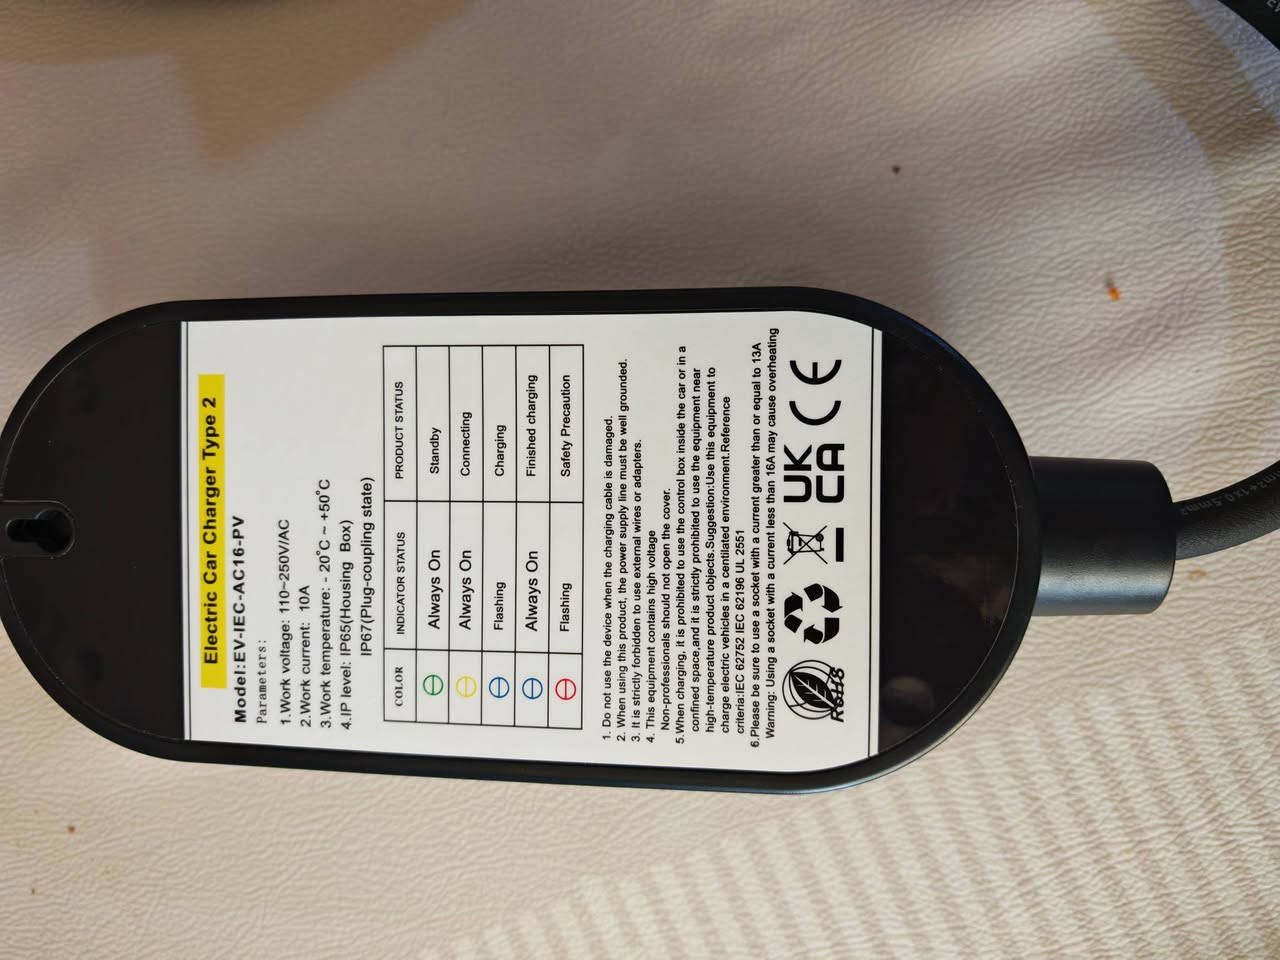 Electric Car Charger Type 2
Model:EV-IEC-AC16-PV
Parameters:
1.Work voltage: 110~250V/AC
2.Work current: 10A
3.Work temperature: - 20°C ~ +50°C
4.IP level: IP65(Housing Box)
IP67(Plug-coupling state)
COLOR INDICATOR STATUS PRODUCT STATUS
Always On Standby
Always On Connecting
Flashing Charging
Always On Finished charging
Flashing Safety Precaution
1. Do not use the device when the charging cable is damaged.
2. When using this product, the power supply line must be well grounded.
3. It is strictly forbidden to use external wires or adapters.
4. This equipment contains high voltage
Non-professionals should not open the cover.
5.When charging, it is prohibited to use the control box inside the car or in a
confined space,and it is strictly prohibited to use the equipment near
high-temperature product objects.Suggestion:Use this equipment to
charge electric vehicles in a centilated environment.Reference
criteria:IEC 62752 IEC 62196 UL 2551
6.Please be sure to use a socket with a current greater than or equal to 13A
Warning: Using a socket with a current less than 16A may cause overheating
RoHS UK CA CE
m²+1X0.5mm²